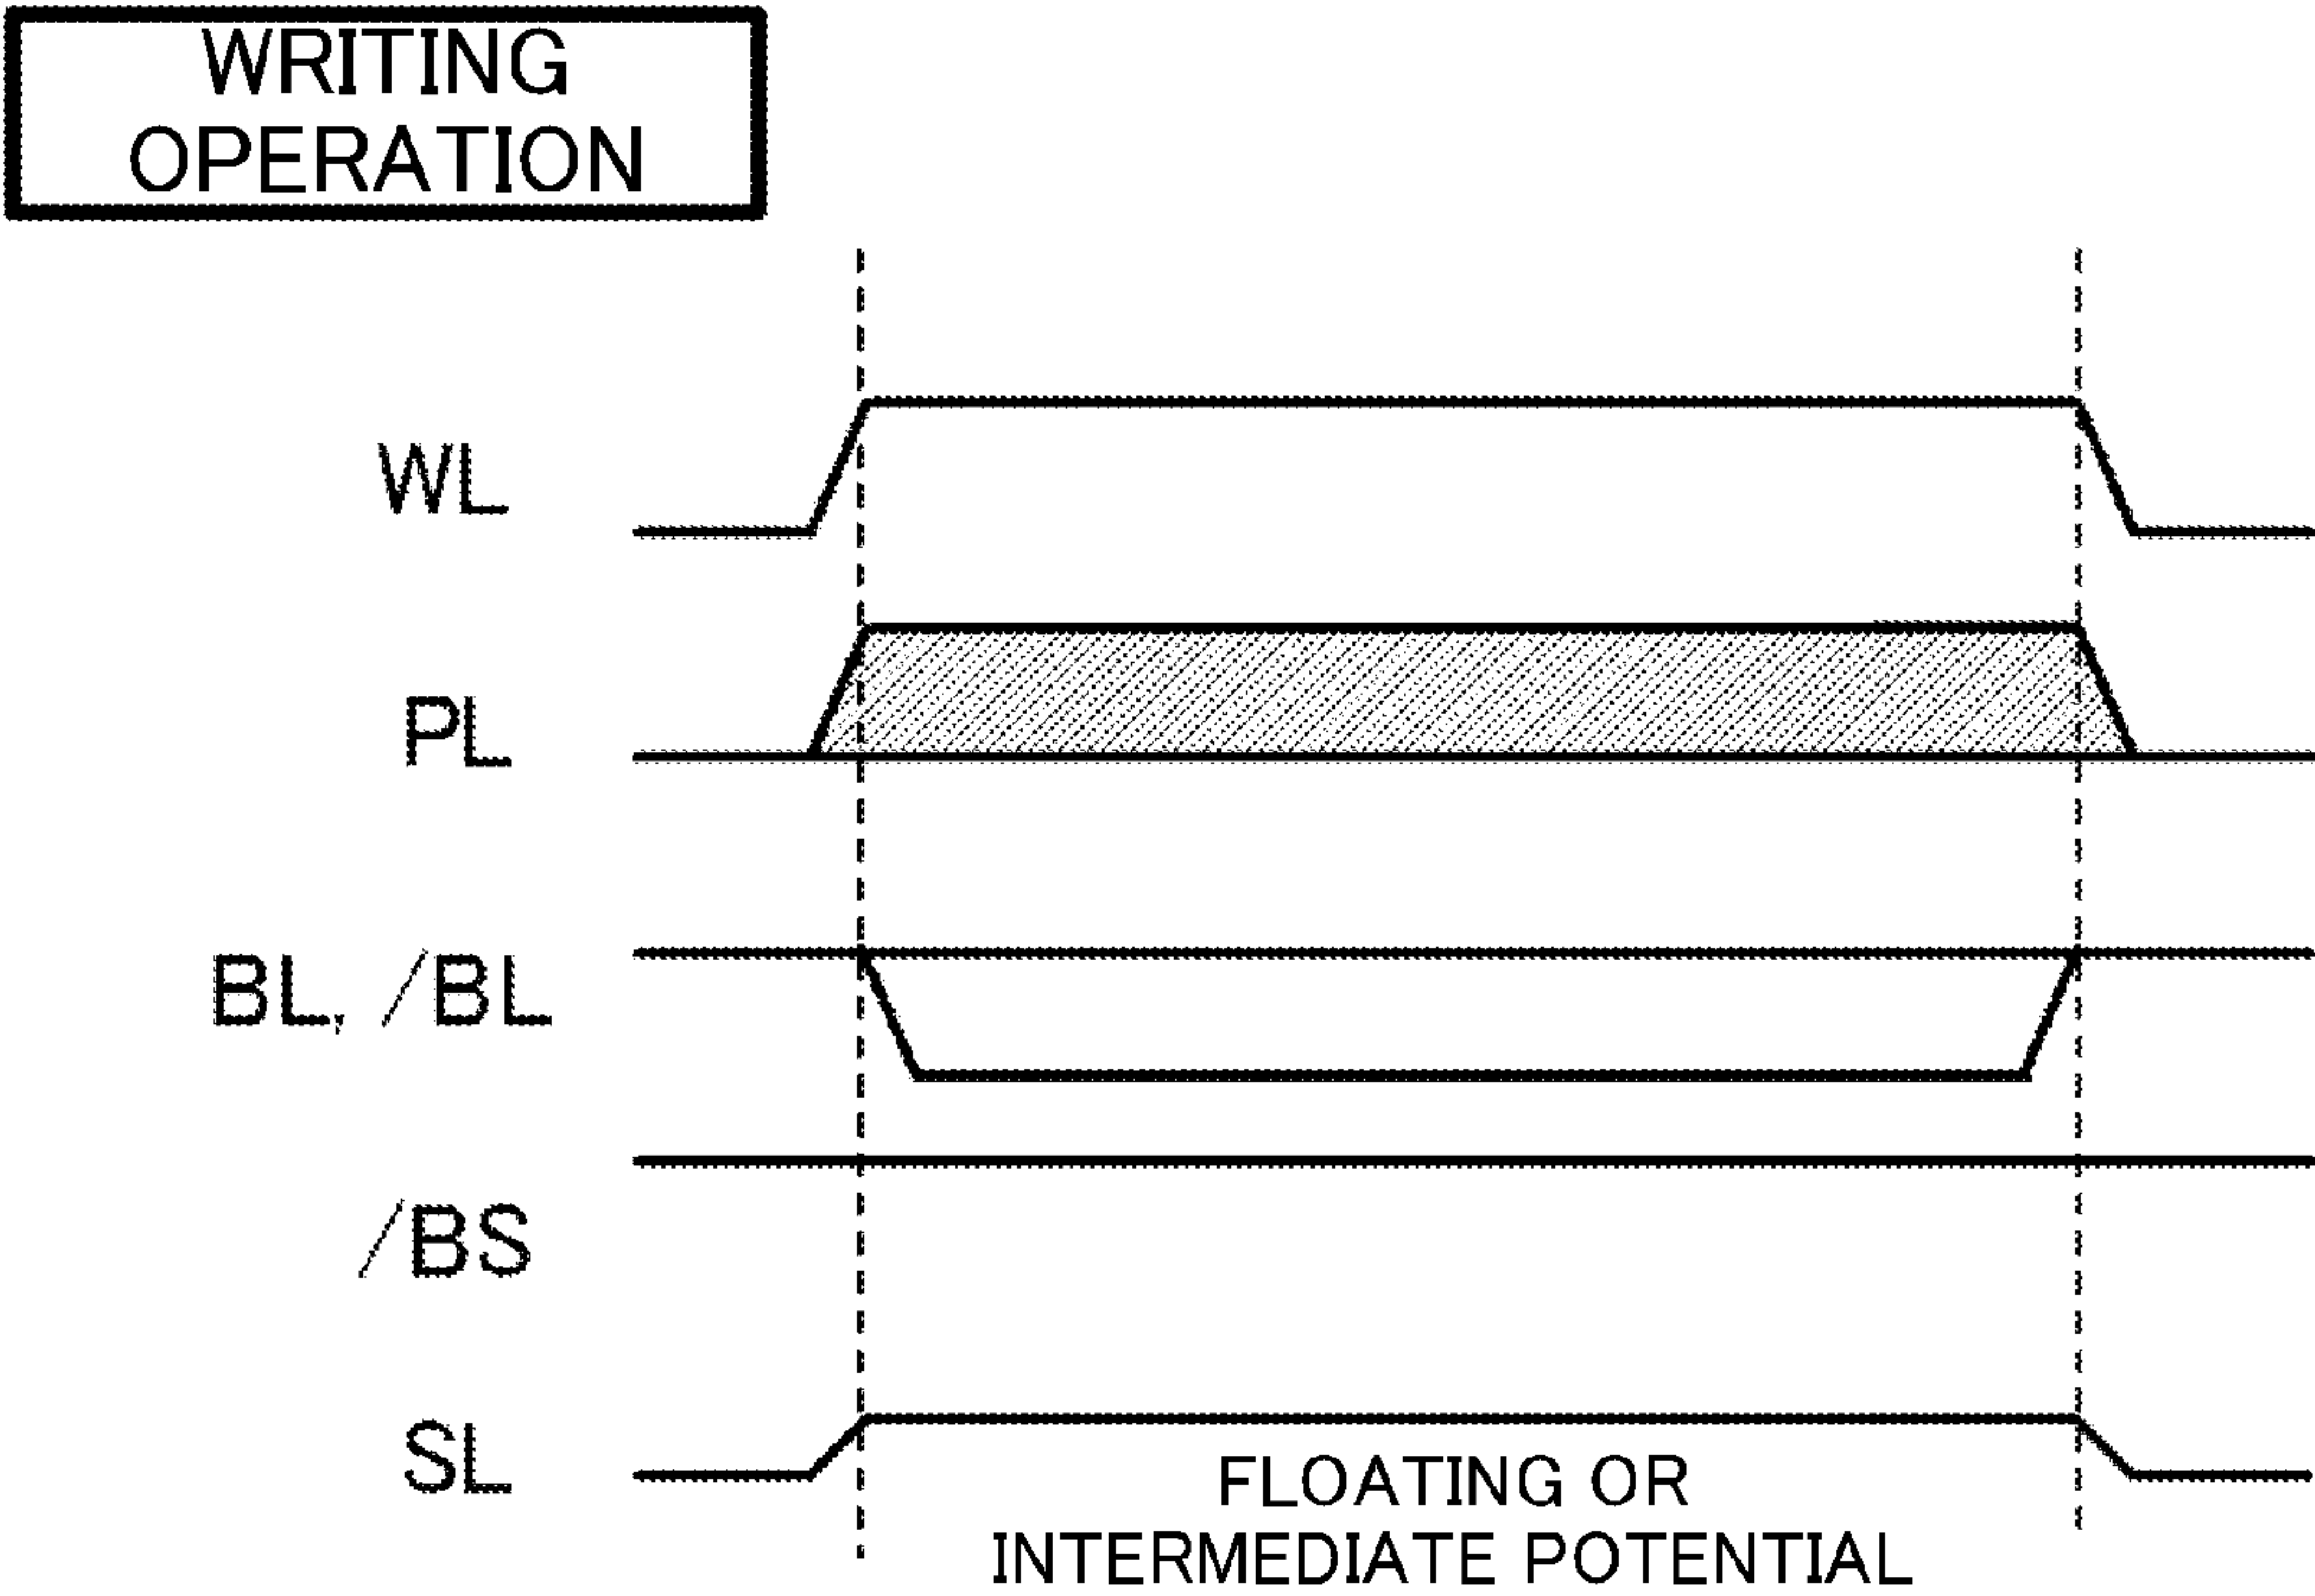 WRITING
OPERATION
WL
PL
BL, /BL
/BS
SL
FLOATING OR
INTERMEDIATE POTENTIAL